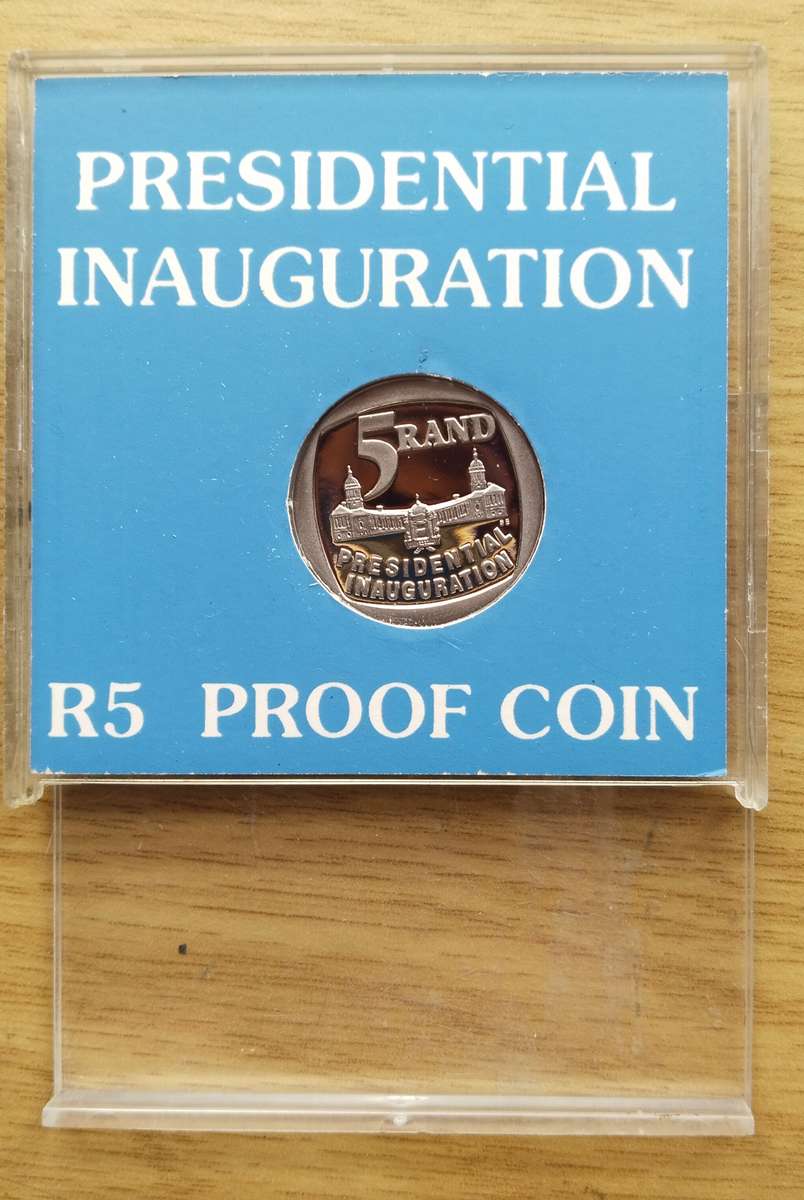 PRESIDENTIAL
INAUGURATION
5 RAND
PRESIDENTIAL
INAUGURATION
R5 PROOF COIN